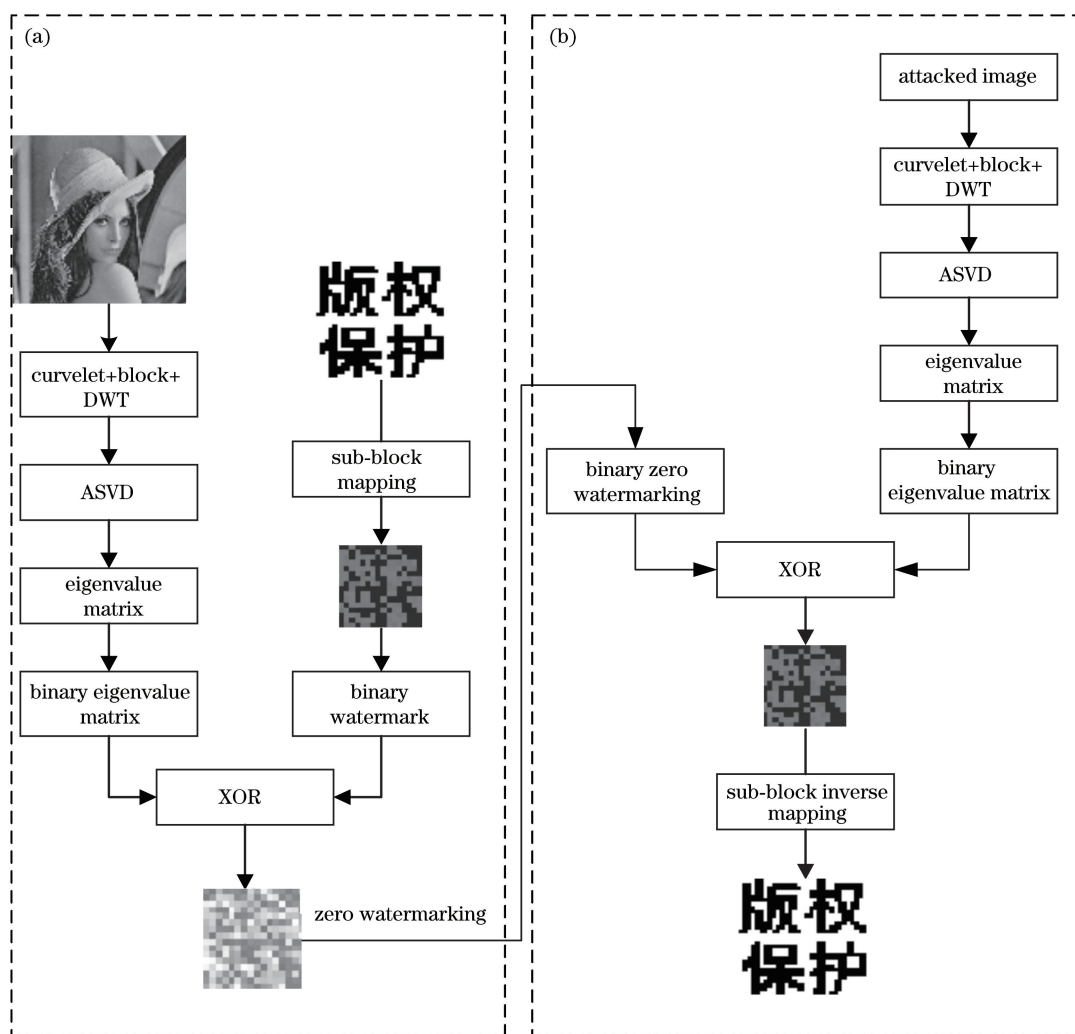 (a)
curvelet+block+
DWT
ASVD
eigenvalue
matrix
binary eigenvalue
matrix
版权
保护
sub-block
mapping
binary
watermark
XOR
zero watermarking
(b)
attacked image
curvelet+block+
DWT
ASVD
eigenvalue
matrix
binary
eigenvalue matrix
binary zero
watermarking
XOR
sub-block inverse
mapping
版权
保护